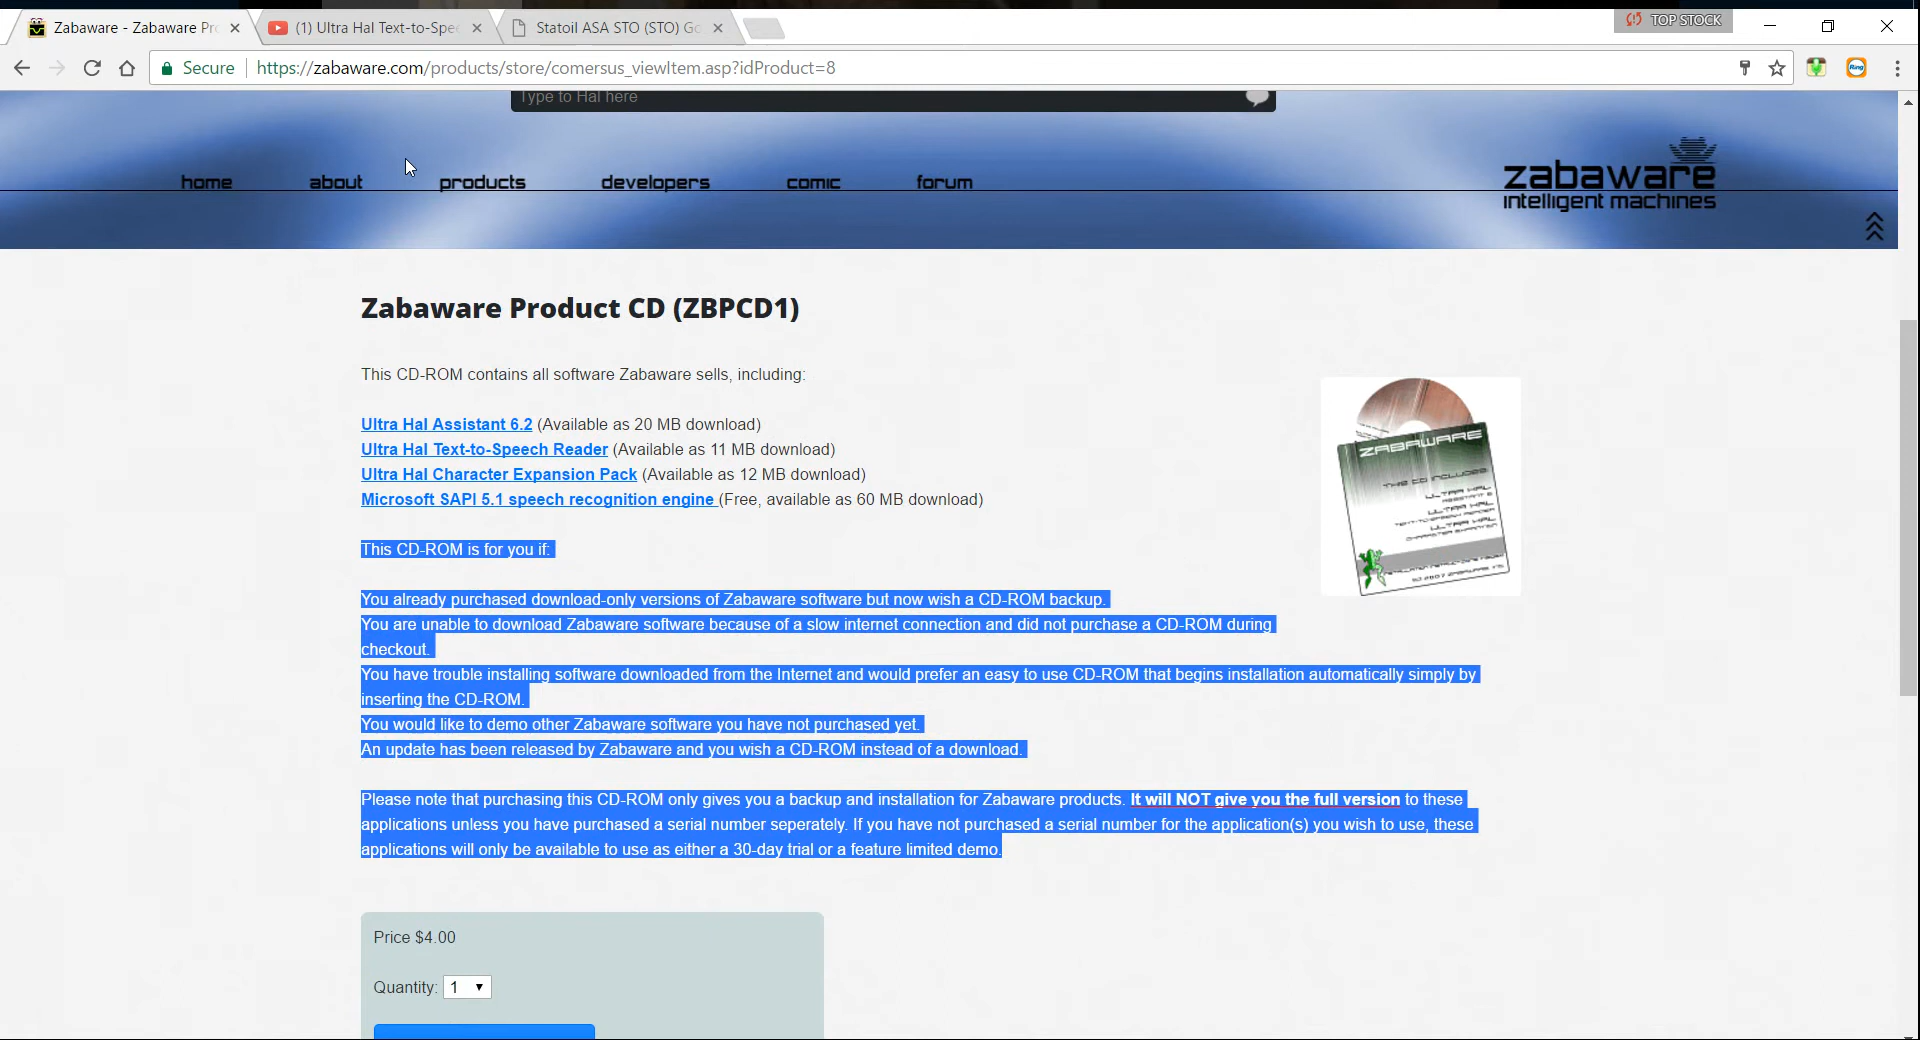 Zabaware - Zabaware Pr
(1) Ultra Hal Text-to-Spe
Statoil ASA STO (STO) Go
TOP STOCK
Secure
https://zabaware.com/products/store/comersus_viewItem.asp?idProduct=8
Ring
Type to Hal here
home
about
products
developers
comic
forum
zabaware
intelligent machines
Zabaware Product CD (ZBPCD1)
This CD-ROM contains all software Zabaware sells, including:
Ultra Hal Assistant 6.2 (Available as 20 MB download)
Ultra Hal Text-to-Speech Reader (Available as 11 MB download)
Ultra Hal Character Expansion Pack (Available as 12 MB download)
Microsoft SAPI 5.1 speech recognition engine (Free, available as 60 MB download)
ZABAWARE
THE CD INCLUDES:
ULTRA HAL
ULTRA HAL
ULTRA HAL
This CD-ROM is for you if:
You already purchased download-only versions of Zabaware software but now wish a CD-ROM backup.
You are unable to download Zabaware software because of a slow internet connection and did not purchase a CD-ROM during
checkout.
You have trouble installing software downloaded from the Internet and would prefer an easy to use CD-ROM that begins installation automatically simply by
inserting the CD-ROM.
You would like to demo other Zabaware software you have not purchased yet.
An update has been released by Zabaware and you wish a CD-ROM instead of a download.
Please note that purchasing this CD-ROM only gives you a backup and installation for Zabaware products. It will NOT give you the full version to these
applications unless you have purchased a serial number seperately. If you have not purchased a serial number for the application(s) you wish to use, these
applications will only be available to use as either a 30-day trial or a feature limited demo.
Price $4.00
Quantity: 1